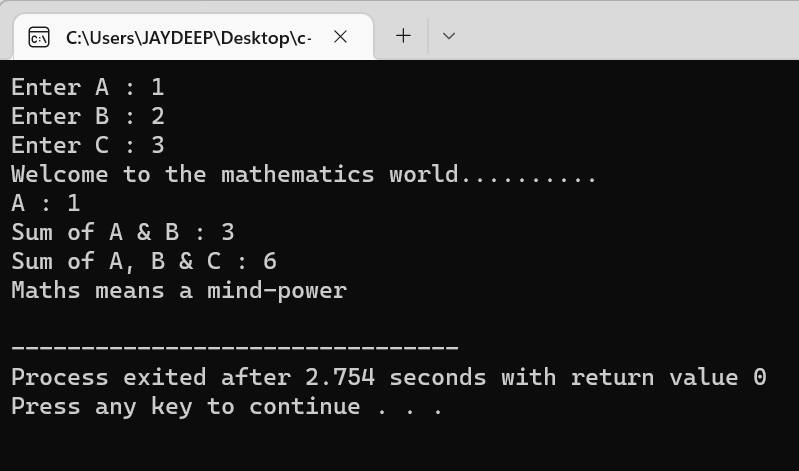 C:\Users\JAYDEEP\Desktop\c-
Enter A : 1
Enter B : 2
Enter C : 3
Welcome to the mathematics world..........
A : 1
Sum of A & B : 3
Sum of A, B & C : 6
Maths means a mind-power
--------------------------------
Process exited after 2.754 seconds with return value 0
Press any key to continue . . .